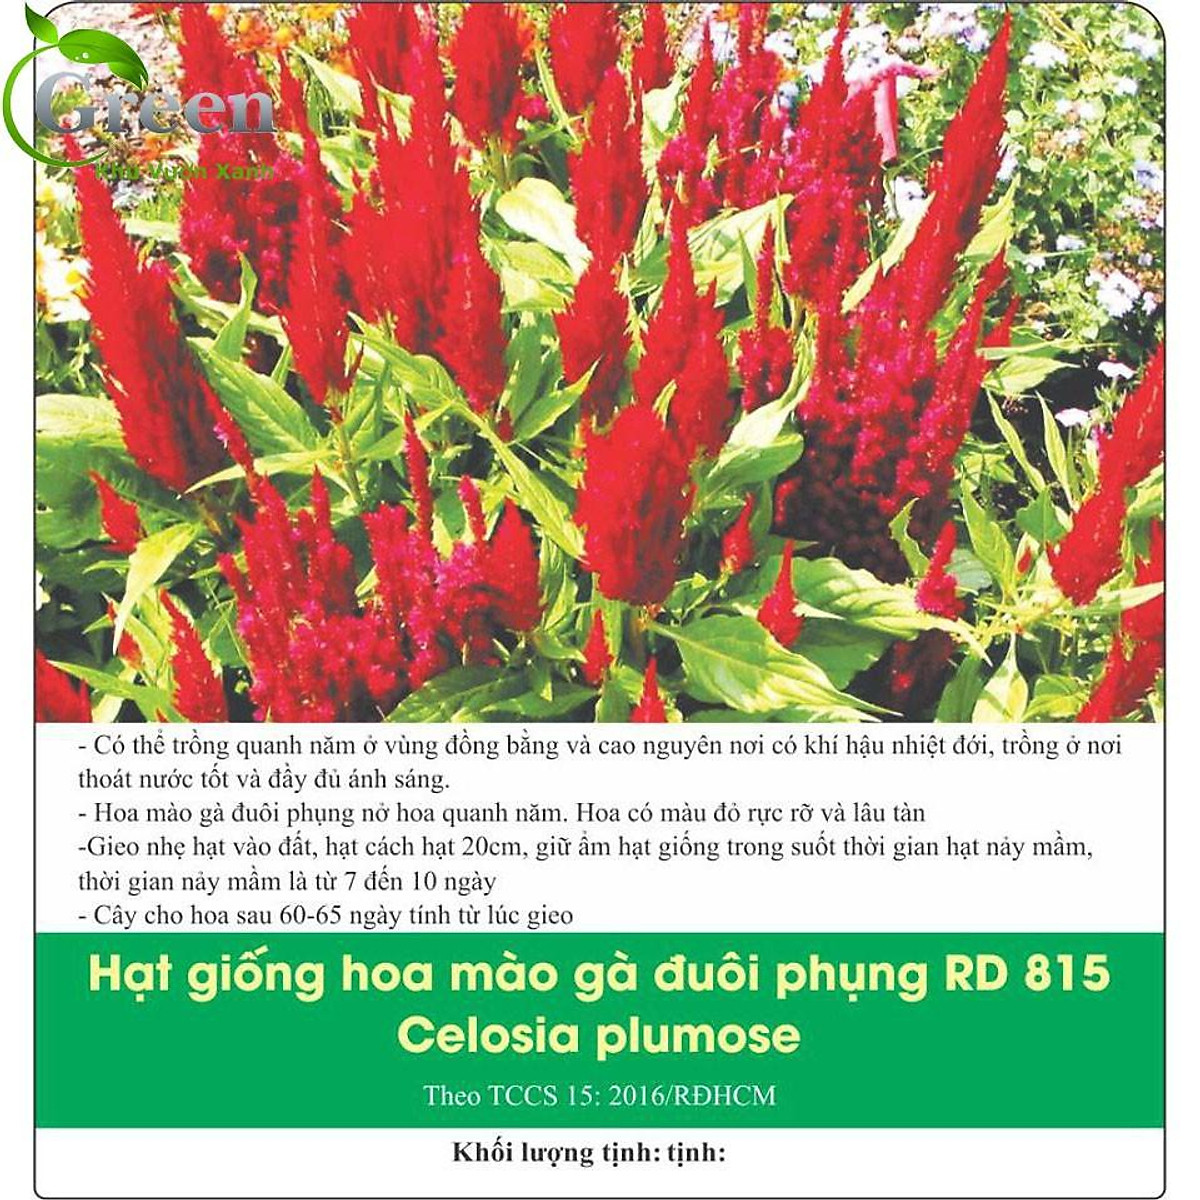 Green
Khu Vườn Xanh
- Có thể trồng quanh năm ở vùng đồng bằng và cao nguyên nơi có khí hậu nhiệt đới, trồng ở nơi
thoát nước tốt và đầy đủ ánh sáng.
- Hoa mào gà đuôi phụng nở hoa quanh năm. Hoa có màu đỏ rực rỡ và lâu tàn
-Gieo nhẹ hạt vào đất, hạt cách hạt 20cm, giữ ẩm hạt giống trong suốt thời gian hạt nảy mầm,
thời gian nảy mầm là từ 7 đến 10 ngày
- Cây cho hoa sau 60-65 ngày tính từ lúc gieo
Hạt giống hoa mào gà đuôi phụng RD 815
Celosia plumose
Theo TCCS 15: 2016/RĐHCM
Khối lượng tịnh: tịnh: